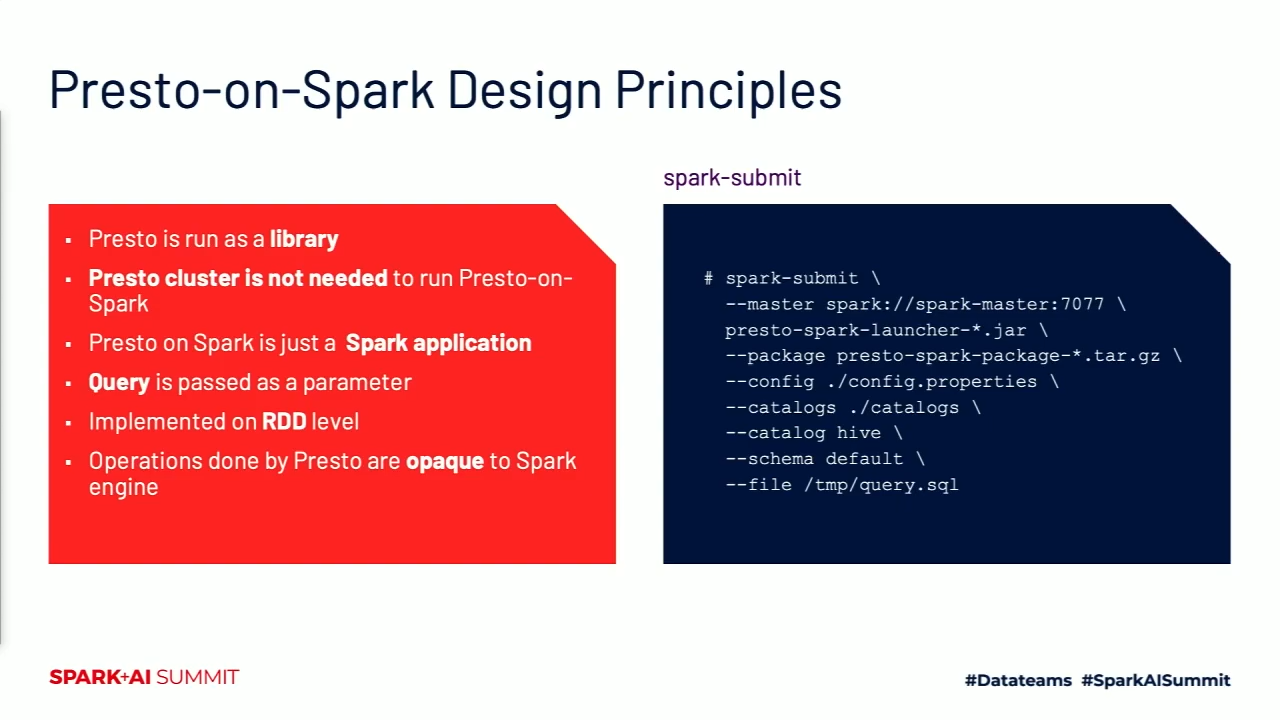 Presto-on-Spark Design Principles
spark-submit
▪ Presto is run as a library
▪ Presto cluster is not needed to run Presto-on-
Spark
▪ Presto on Spark is just a Spark application
▪ Query is passed as a parameter
▪ Implemented on RDD level
▪ Operations done by Presto are opaque to Spark
engine
# spark-submit \
--master spark://spark-master:7077 \
presto-spark-launcher-*.jar \
--package presto-spark-package-*.tar.gz \
--config ./config.properties \
--catalogs ./catalogs \
--catalog hive \
--schema default \
--file /tmp/query.sql
SPARK+AI SUMMIT
#Datateams #SparkAISummit